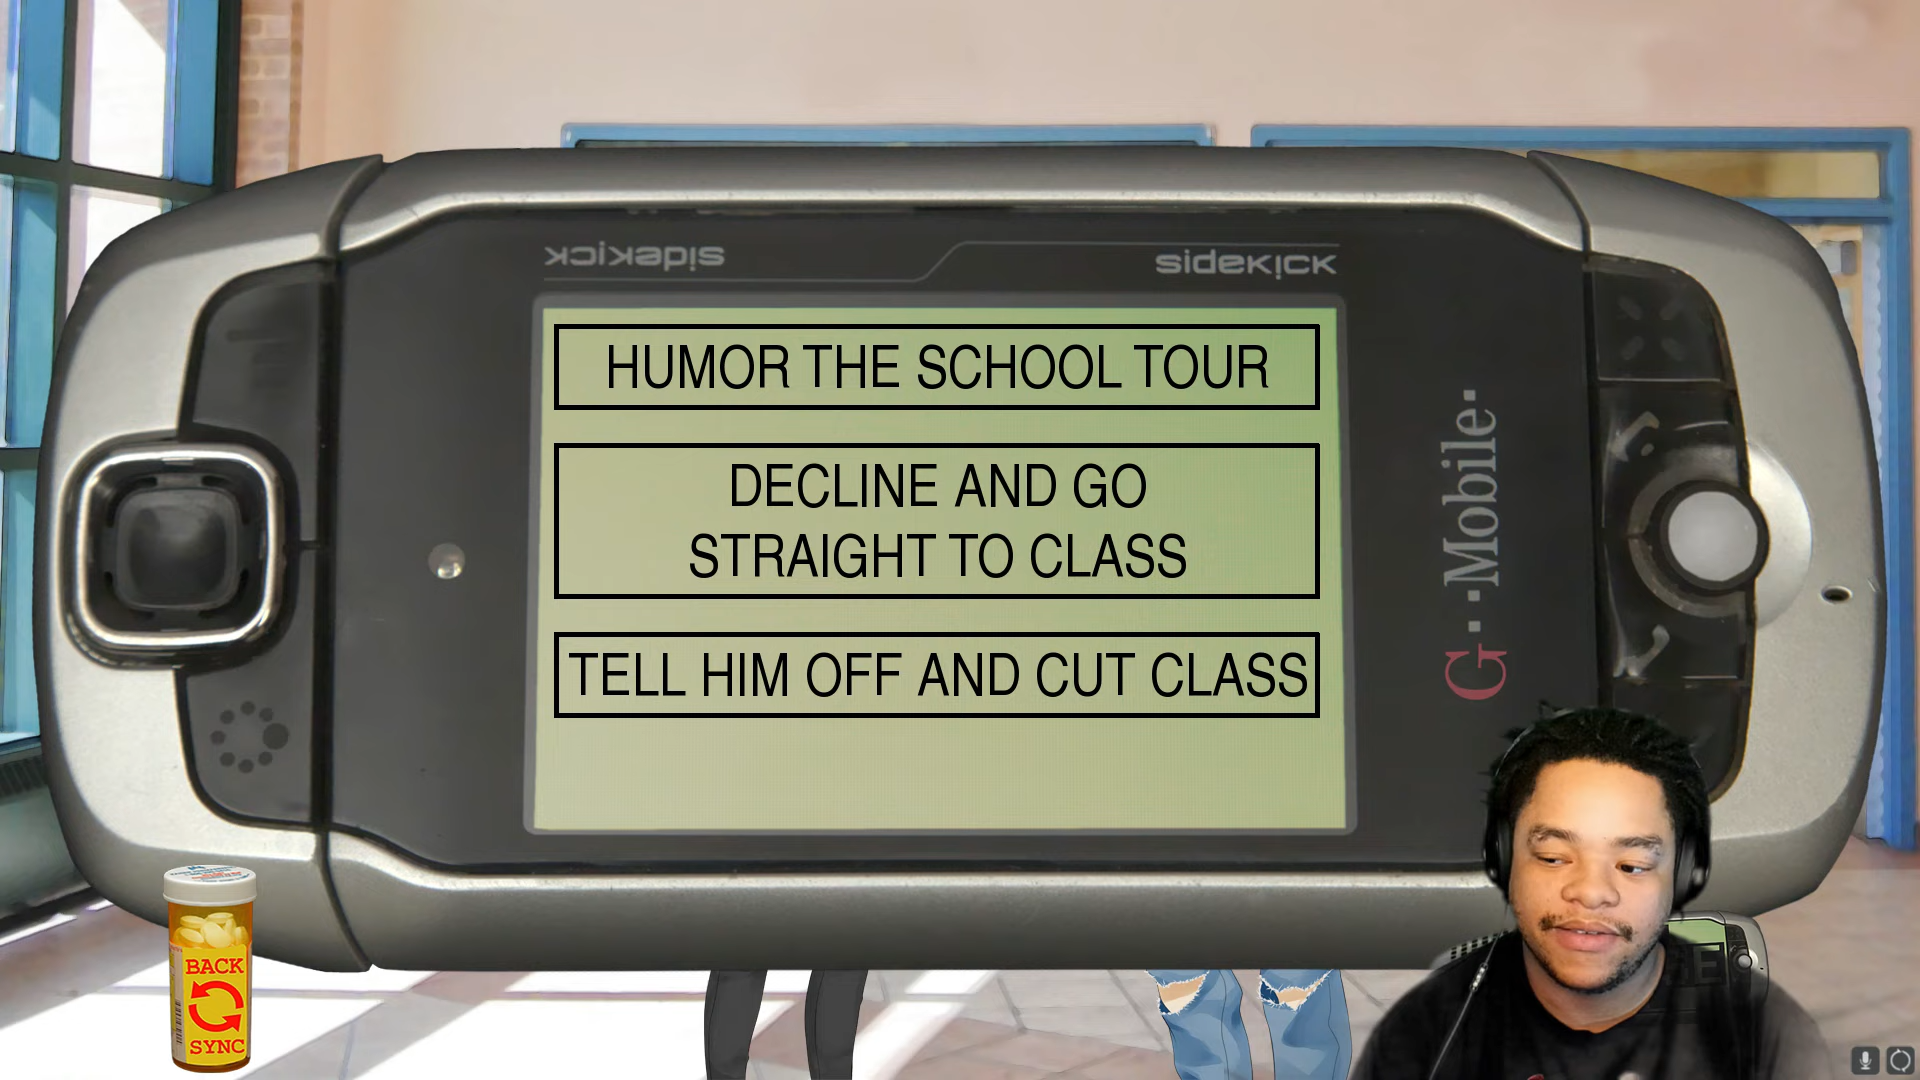 sidekick
sidekick
HUMOR THE SCHOOL TOUR
DECLINE AND GO
STRAIGHT TO CLASS
TELL HIM OFF AND CUT CLASS
G··Mobile·
BACK
SYNC